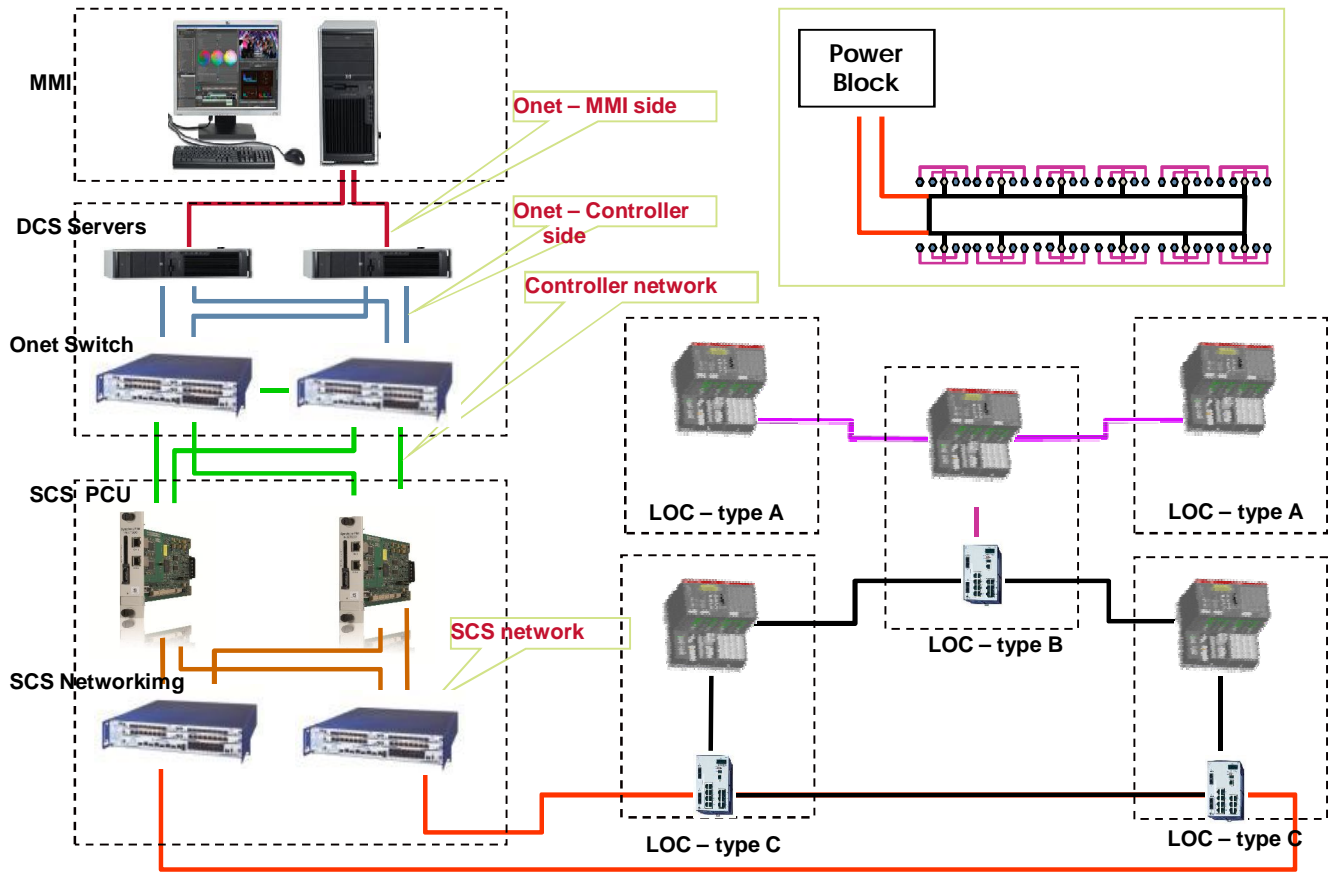 MMI
Onet – MMI side
Power
Block
DCS Servers
Onet – Controller
side
Controller network
Onet Switch
SCS PCU
LOC – type A
LOC – type A
SCS network
LOC – type B
SCS Networkimg
LOC – type C
LOC – type C